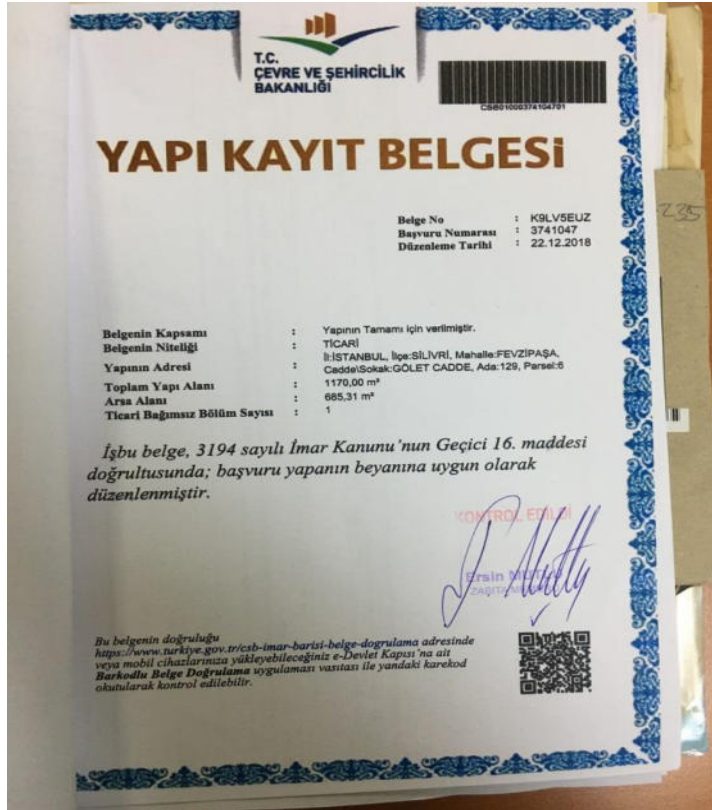 T.C.
ÇEVRE VE ŞEHİRCİLİK
BAKANLIĞI
CSB01000374104701
YAPI KAYIT BELGESİ
Belge No : K9LV5EUZ
Başvuru Numarası : 3741047
Düzenleme Tarihi : 22.12.2018
235
Belgenin Kapsamı : Yapının Tamamı için verilmiştir.
Belgenin Niteliği : TİCARİ
Yapının Adresi : İl:İSTANBUL, İlçe:SİLİVRİ, Mahalle:FEVZİPAŞA,
Cadde\Sokak:GÖLET CADDE, Ada:129, Parsel:6
Toplam Yapı Alanı : 1170,00 m²
Arsa Alanı : 685,31 m²
Ticari Bağımsız Bölüm Sayısı : 1
İşbu belge, 3194 sayılı İmar Kanunu'nun Geçici 16. maddesi
doğrultusunda; başvuru yapanın beyanına uygun olarak
düzenlenmiştir.
KONTROL EDİLDİ
Ersin MUTLU
Bu belgenin doğruluğu
https://www.turkiye.gov.tr/csb-imar-barisi-belge-dogrulama adresinde
veya mobil cihazlarınıza yükleyebileceğiniz e-Devlet Kapısı'na ait
Barkodlu Belge Doğrulama uygulaması vasıtası ile yandaki karekod
okutularak kontrol edilebilir.